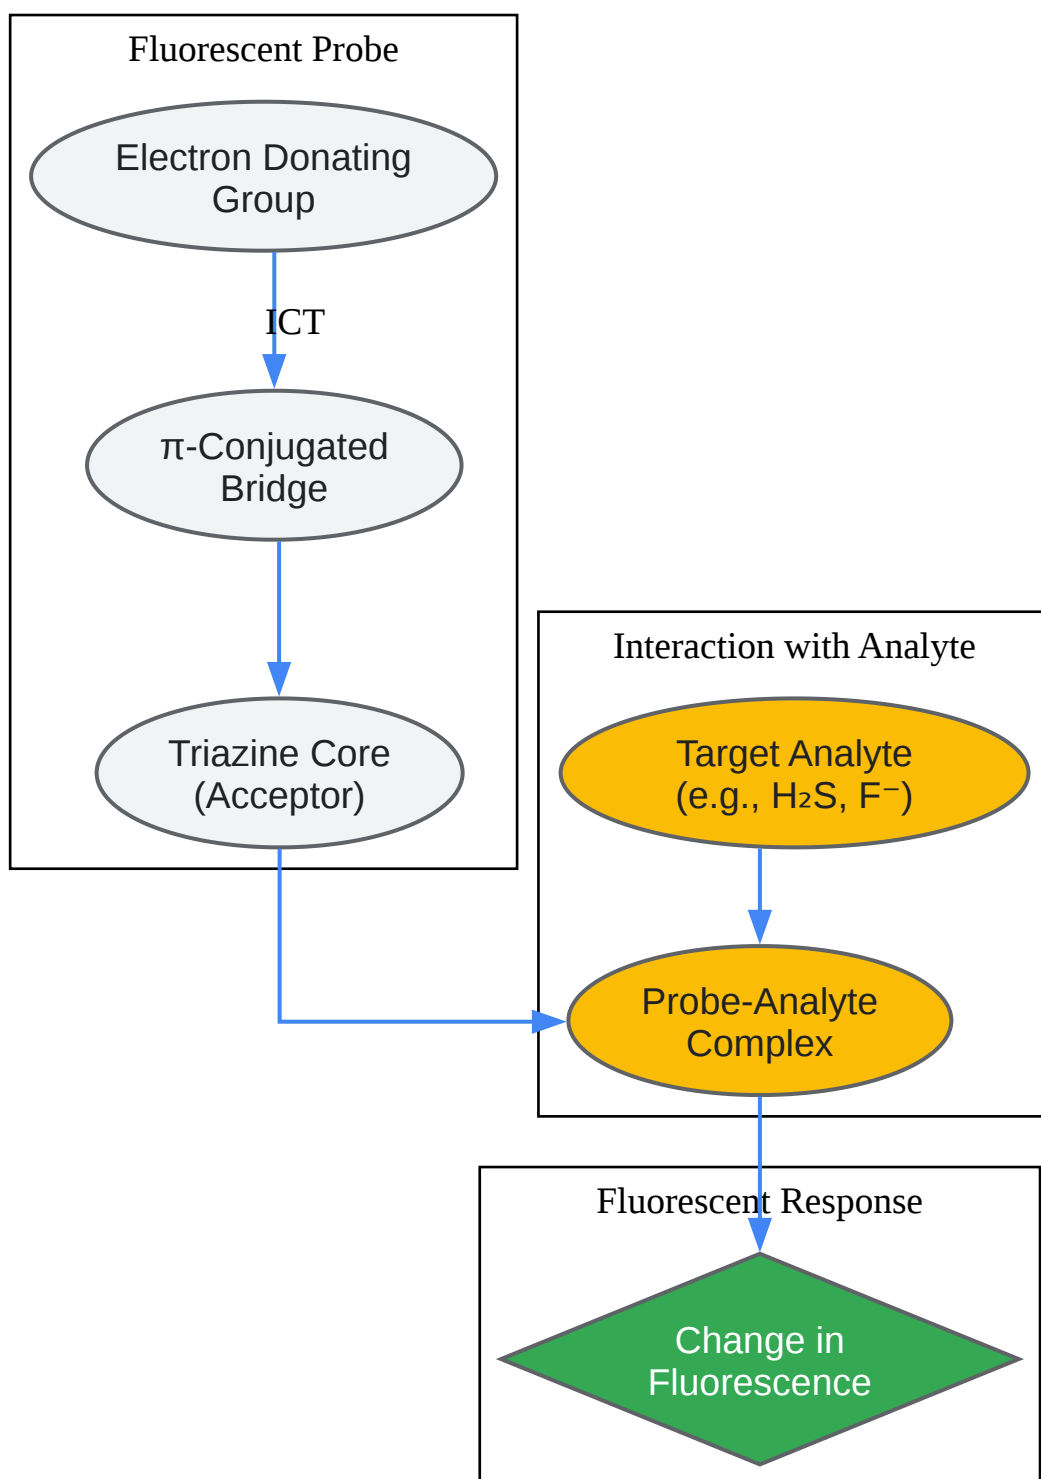 Fluorescent Probe
Electron Donating
Group
ICT
π-Conjugated
Bridge
Triazine Core
(Acceptor)
Interaction with Analyte
Target Analyte
(e.g., H₂S, F⁻)
Probe-Analyte
Complex
Fluorescent Response
Change in
Fluorescence